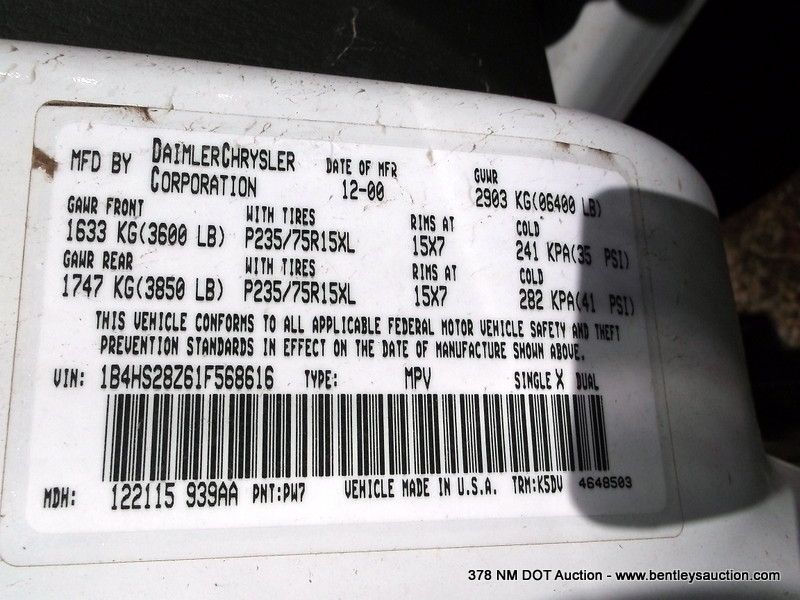 MFD BY DAIMLERCHRYSLER CORPORATION DATE OF MFR 12-00 GVWR 2903 KG(06400 LB)
GAWR FRONT WITH TIRES RIMS AT COLD
1633 KG(3600 LB) P235/75R15XL 15X7 241 KPA(35 PSI)
GAWR REAR WITH TIRES RIMS AT COLD
1747 KG(3850 LB) P235/75R15XL 15X7 282 KPA(41 PSI)
THIS VEHICLE CONFORMS TO ALL APPLICABLE FEDERAL MOTOR VEHICLE SAFETY AND THEFT
PREVENTION STANDARDS IN EFFECT ON THE DATE OF MANUFACTURE SHOWN ABOVE.
VIN: 1B4HS28Z61F568616 TYPE: MPV SINGLE X DUAL
MDH: 122115 939AA PNT:PW7 VEHICLE MADE IN U.S.A. TRM:K5DV 4648503
378 NM DOT Auction - www.bentleysauction.com